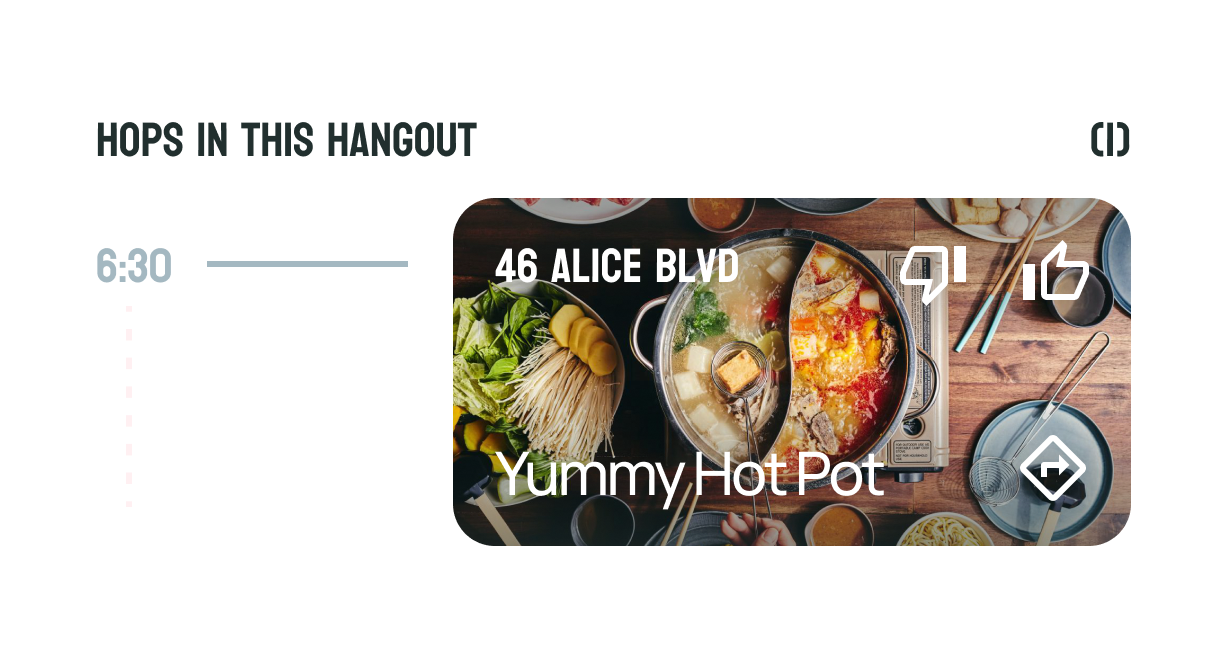 HOPS IN THIS HANGOUT
(1)
6:30
46 ALICE BLVD
Yummy Hot Pot